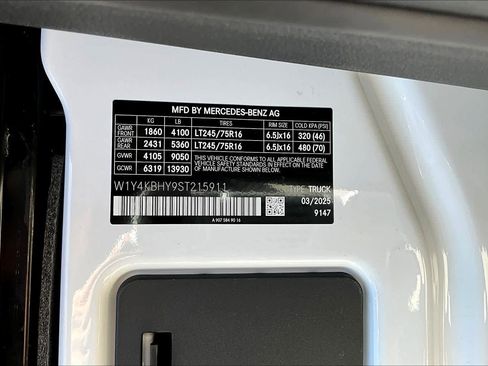 MFD BY MERCEDES-BENZ AG
KG LB RIM SIZE COLD KPA (PSI)
GAWR FRONT 1860 4100 LT245/75R16 6.5Jx16 320 (46)
GAWR REAR 2431 5360 LT245/75R16 6.5Jx16 480 (70)
GVWR 4105 9050 THIS VEHICLE CONFORMS TO ALL APPLICABLE FEDERAL MOTOR
GCWR 6319 13930 VEHICLE SAFETY STANDARDS IN EFFECT ON THE DATE OF MANUFACTURE SHOWN
W1Y4KBHY9ST215911 TYPE TRUCK
03/2025
9147
A 907 584 90 16